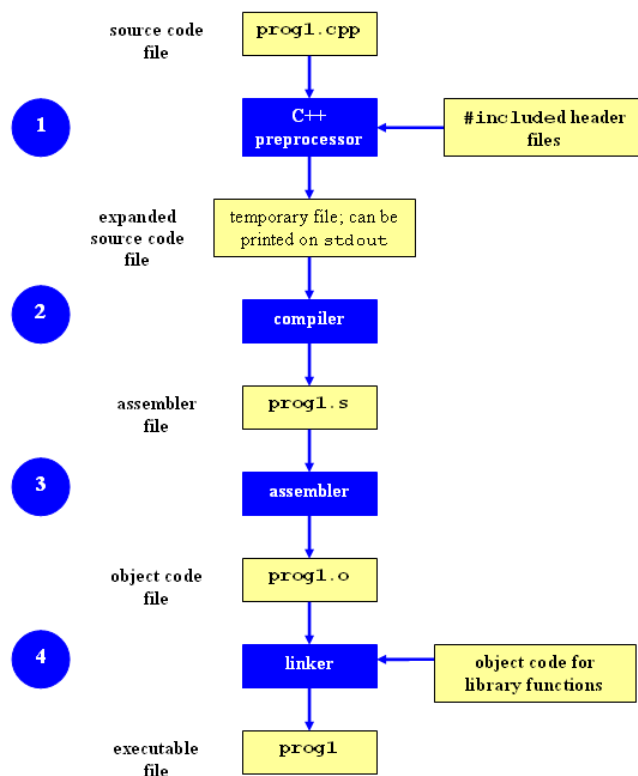 source code
file
prog1.cpp
1
C++
preprocessor
#included header
files
expanded
source code
file
temporary file; can be
printed on stdout
2
compiler
assembler
file
prog1.s
3
assembler
object code
file
prog1.o
4
linker
object code for
library functions
executable
file
prog1